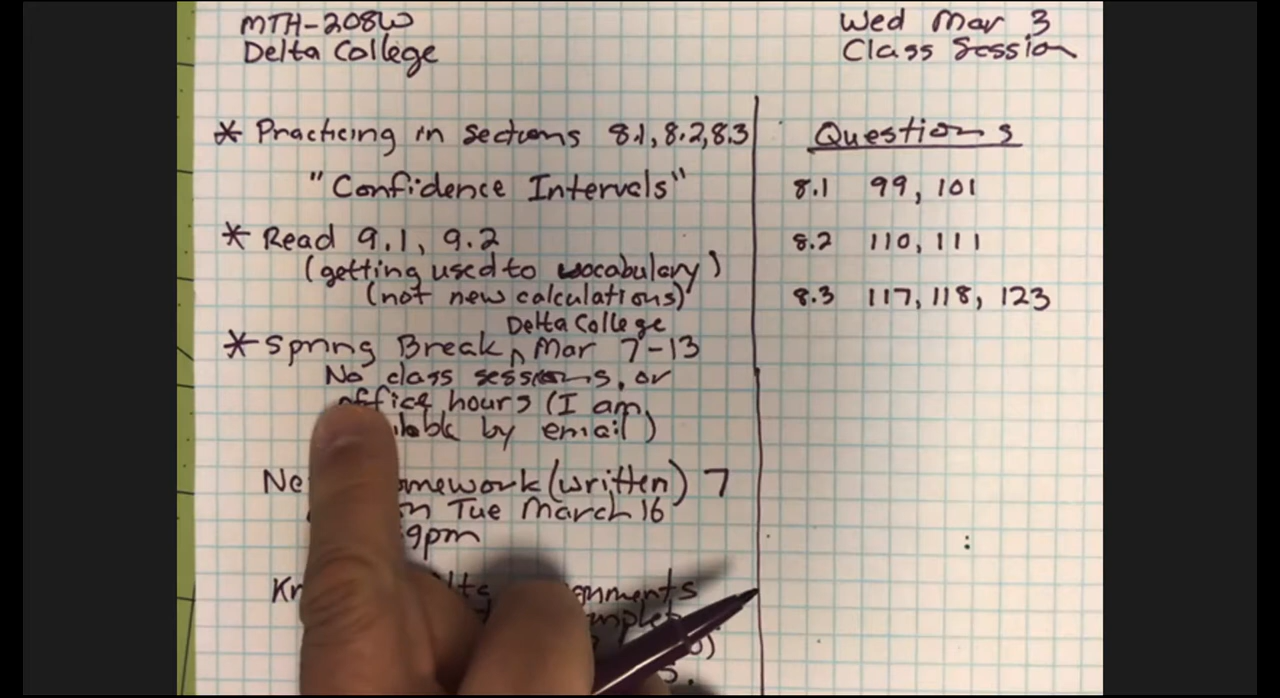 MTH-208W
Delta College
Wed Mar 3
Class Session
* Practicing in sections 8.1, 8.2, 8.3
"Confidence Intervals"
* Read 9.1, 9.2
(getting used to vocabulary)
(not new calculations)
Delta College
* Spring Break ^ Mar 7-13
No class sessions, or
office hours (I am
by email)
(written) 7
Tue March 16
9pm
Questions
8.1 99, 101
8.2 110, 111
8.3 117, 118, 123